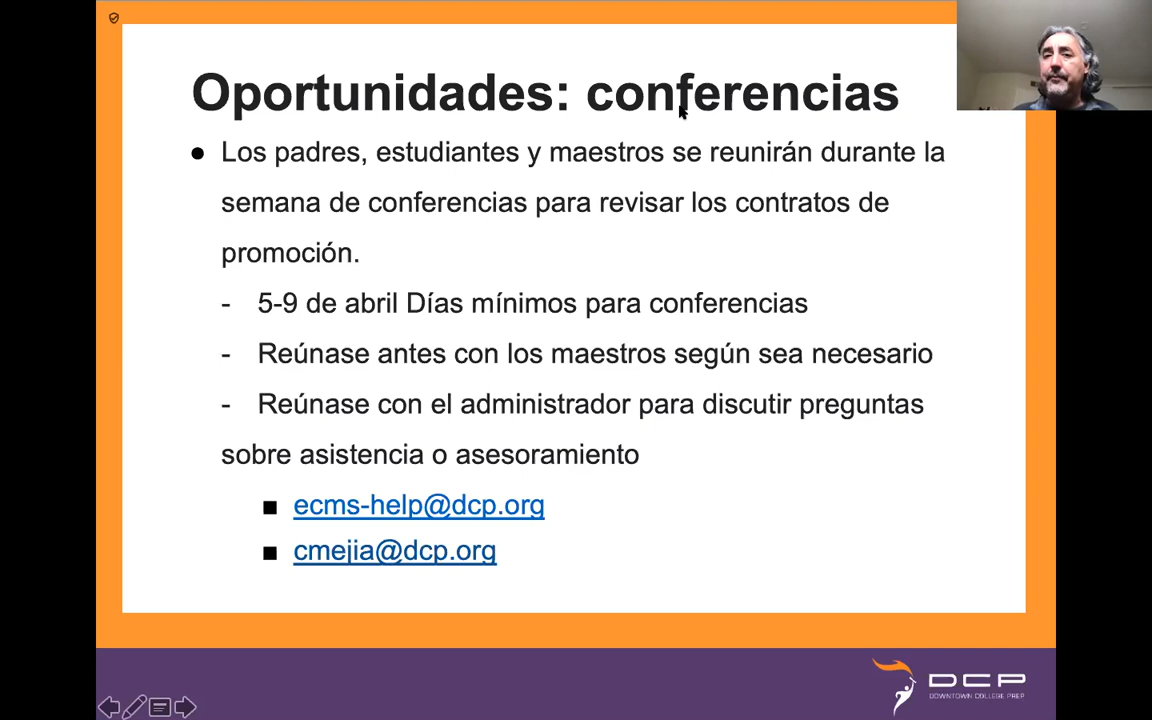 Oportunidades: conferencias
● Los padres, estudiantes y maestros se reunirán durante la
semana de conferencias para revisar los contratos de
promoción.
- 5-9 de abril Días mínimos para conferencias
- Reúnase antes con los maestros según sea necesario
- Reúnase con el administrador para discutir preguntas
sobre asistencia o asesoramiento
■ ecms-help@dcp.org
■ cmejia@dcp.org
DCP
DOWNTOWN COLLEGE PREP